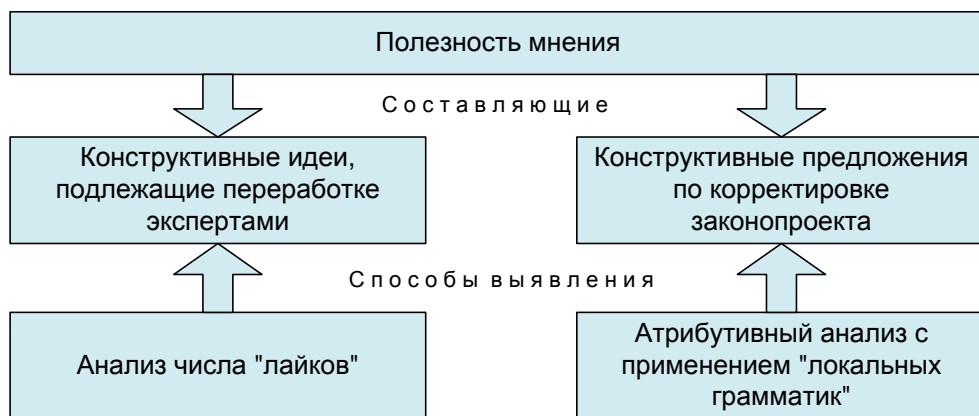 Полезность мнения
Составляющие
Конструктивные идеи,
подлежащие переработке
экспертами
Конструктивные предложения
по корректировке
законопроекта
Способы выявления
Анализ числа "лайков"
Атрибутивный анализ с
применением "локальных
грамматик"